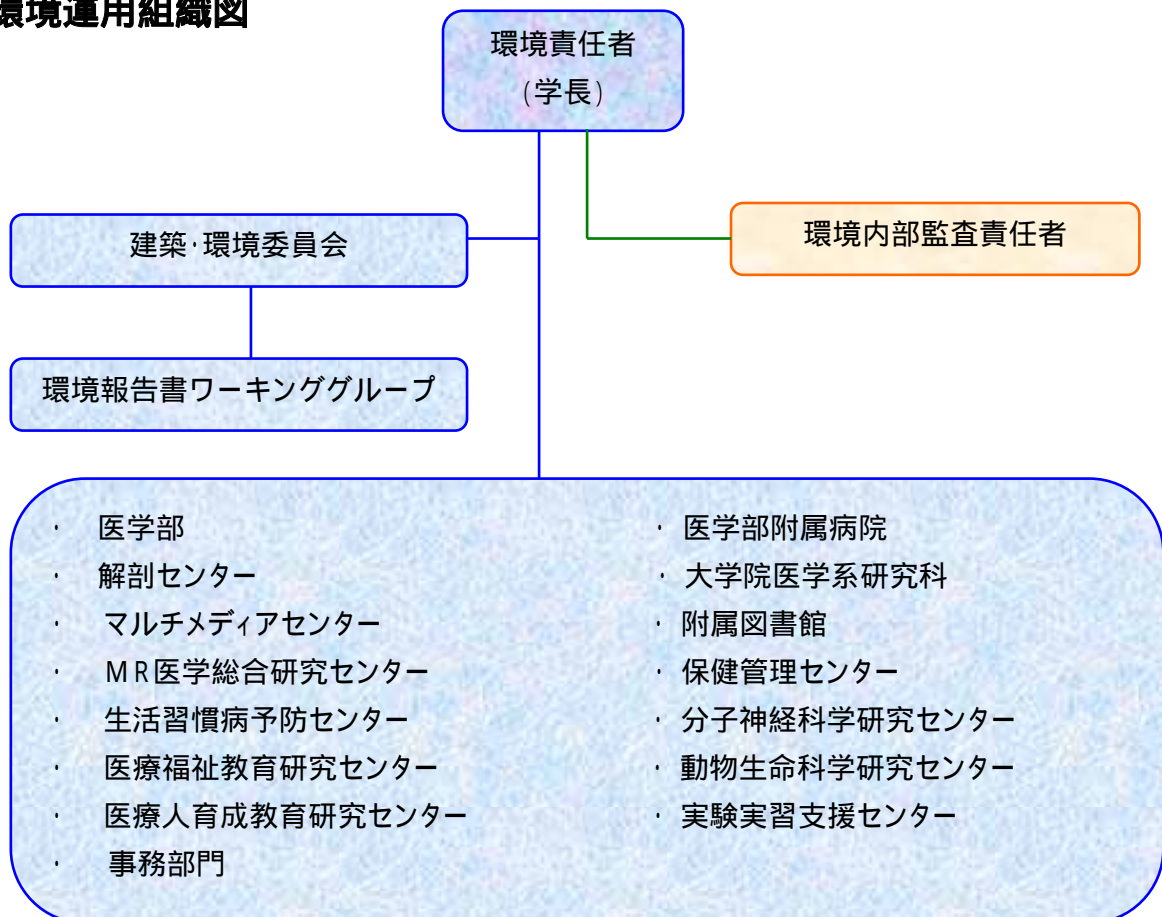 環境運用組織図
環境責任者
(学長)
建築・環境委員会
環境内部監査責任者
環境報告書ワーキンググループ
・ 医学部
・ 解剖センター
・ マルチメディアセンター
・ MR医学総合研究センター
・ 生活習慣病予防センター
・ 医療福祉教育研究センター
・ 医療人育成教育研究センター
・ 事務部門
・ 医学部附属病院
・ 大学院医学系研究科
・ 附属図書館
・ 保健管理センター
・ 分子神経科学研究センター
・ 動物生命科学研究センター
・ 実験実習支援センター